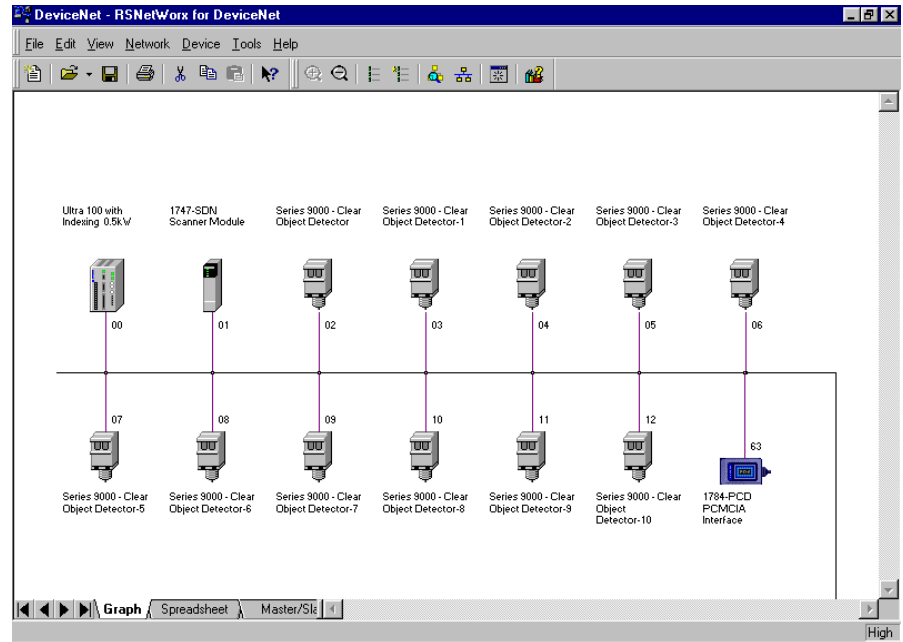 DeviceNet - RSNetWorx for DeviceNet
File Edit View Network Device Tools Help
Ultra 100 with
Indexing 0.5kW
1747-SDN
Scanner Module
Series 9000 - Clear
Object Detector
Series 9000 - Clear
Object Detector-1
Series 9000 - Clear
Object Detector-2
Series 9000 - Clear
Object Detector-3
Series 9000 - Clear
Object Detector-4
00 01 02 03 04 05 06
07 08 09 10 11 12 63
Series 9000 - Clear
Object Detector-5
Series 9000 - Clear
Object Detector-6
Series 9000 - Clear
Object Detector-7
Series 9000 - Clear
Object Detector-8
Series 9000 - Clear
Object Detector-9
Series 9000 - Clear
Object
Detector-10
1784-PCD
PCMCIA
Interface
Graph Spreadsheet Master/Sla
High